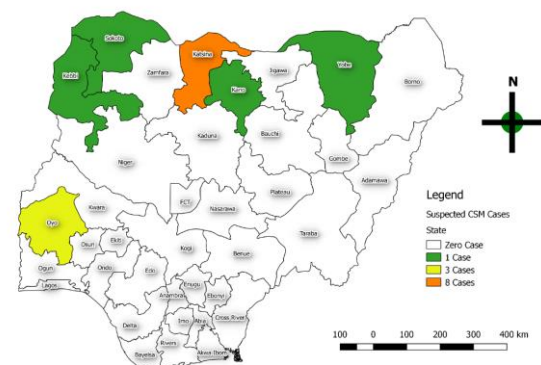 Sokoto
Katsina
Kebbi
Zamfara
Kano
Jigawa
Yobe
Borno
N
Kaduna
Bauchi
Gombe
Niger
Adamawa
Plateau
FCT
Nasarawa
Kwara
Oyo
Taraba
Ekiti
Osun
Kogi
Benue
Ogun
Ondo
Edo
Lagos
Enugu
Anambra
Ebonyi
Cross River
Delta
Imo
Abia
Rivers
Akwa Ibom
Bayelsa
Legend
Suspected CSM Cases
State
Zero Case
1 Case
3 Cases
8 Cases
100 0 100 200 300 400 km